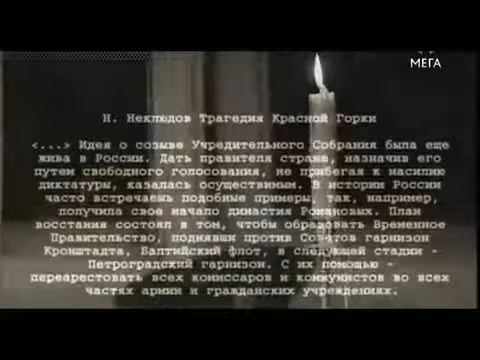 МЕГА
Н. Неклюдов Трагедия Красной Горки
<...> Идея о созыве Учредительного Собрания была еще
жива в России. Дать правителя стране, назначив его
путем свободного голосования, не прибегая к насилию
диктатуры, казалась осуществимым. В истории России
часто встречаешь подобные примеры, так, например,
получила свое начало династия Романовых. План
восстания состоял в том, чтобы образовать Временное
Правительство, поднявши против Советов гарнизон
Кронштадта, Балтийский флот, в следующей стадии -
Петроградский гарнизон. С их помощью -
переарестовать всех комиссаров и коммунистов во всех
частях армии и гражданских учреждениях.